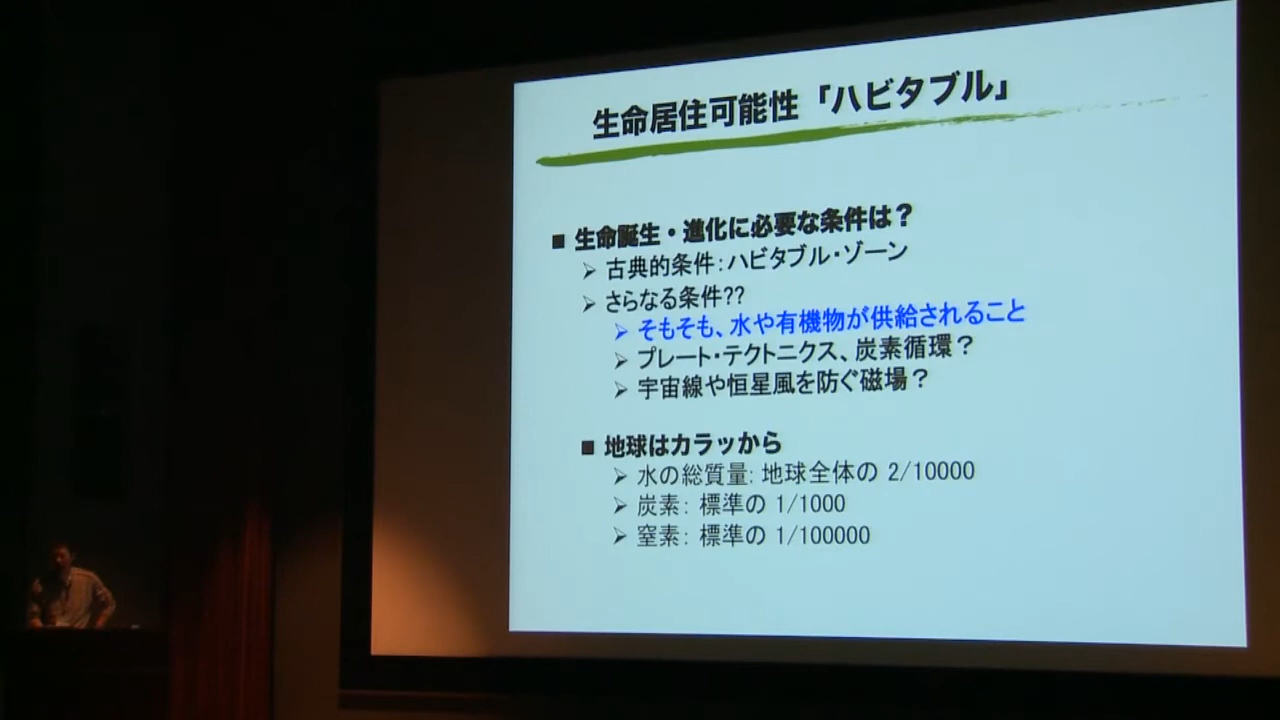 生命居住可能性「ハビタブル」
■ 生命誕生・進化に必要な条件は？
➢ 古典的条件：ハビタブル・ゾーン
➢ さらなる条件??
➢ そもそも、水や有機物が供給されること
➢ プレート・テクトニクス、炭素循環？
➢ 宇宙線や恒星風を防ぐ磁場？
■ 地球はカラッから
➢ 水の総質量: 地球全体の 2/10000
➢ 炭素： 標準の 1/1000
➢ 窒素： 標準の 1/100000